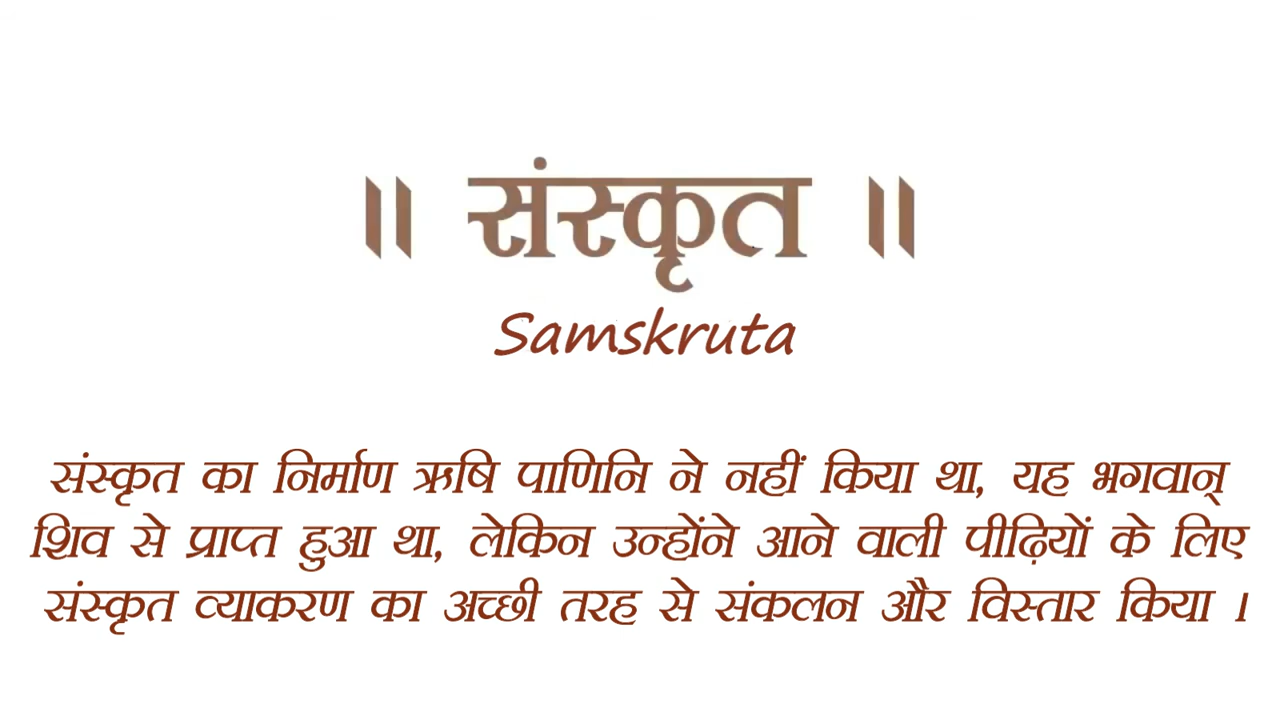 ॥ संस्कृत ॥
Samskruta
संस्कृत का निर्माण ऋषि पाणिनि ने नहीं किया था, यह भगवान्
शिव से प्राप्त हुआ था, लेकिन उन्होंने आने वाली पीढ़ियों के लिए
संस्कृत व्याकरण का अच्छी तरह से संकलन और विस्तार किया ।